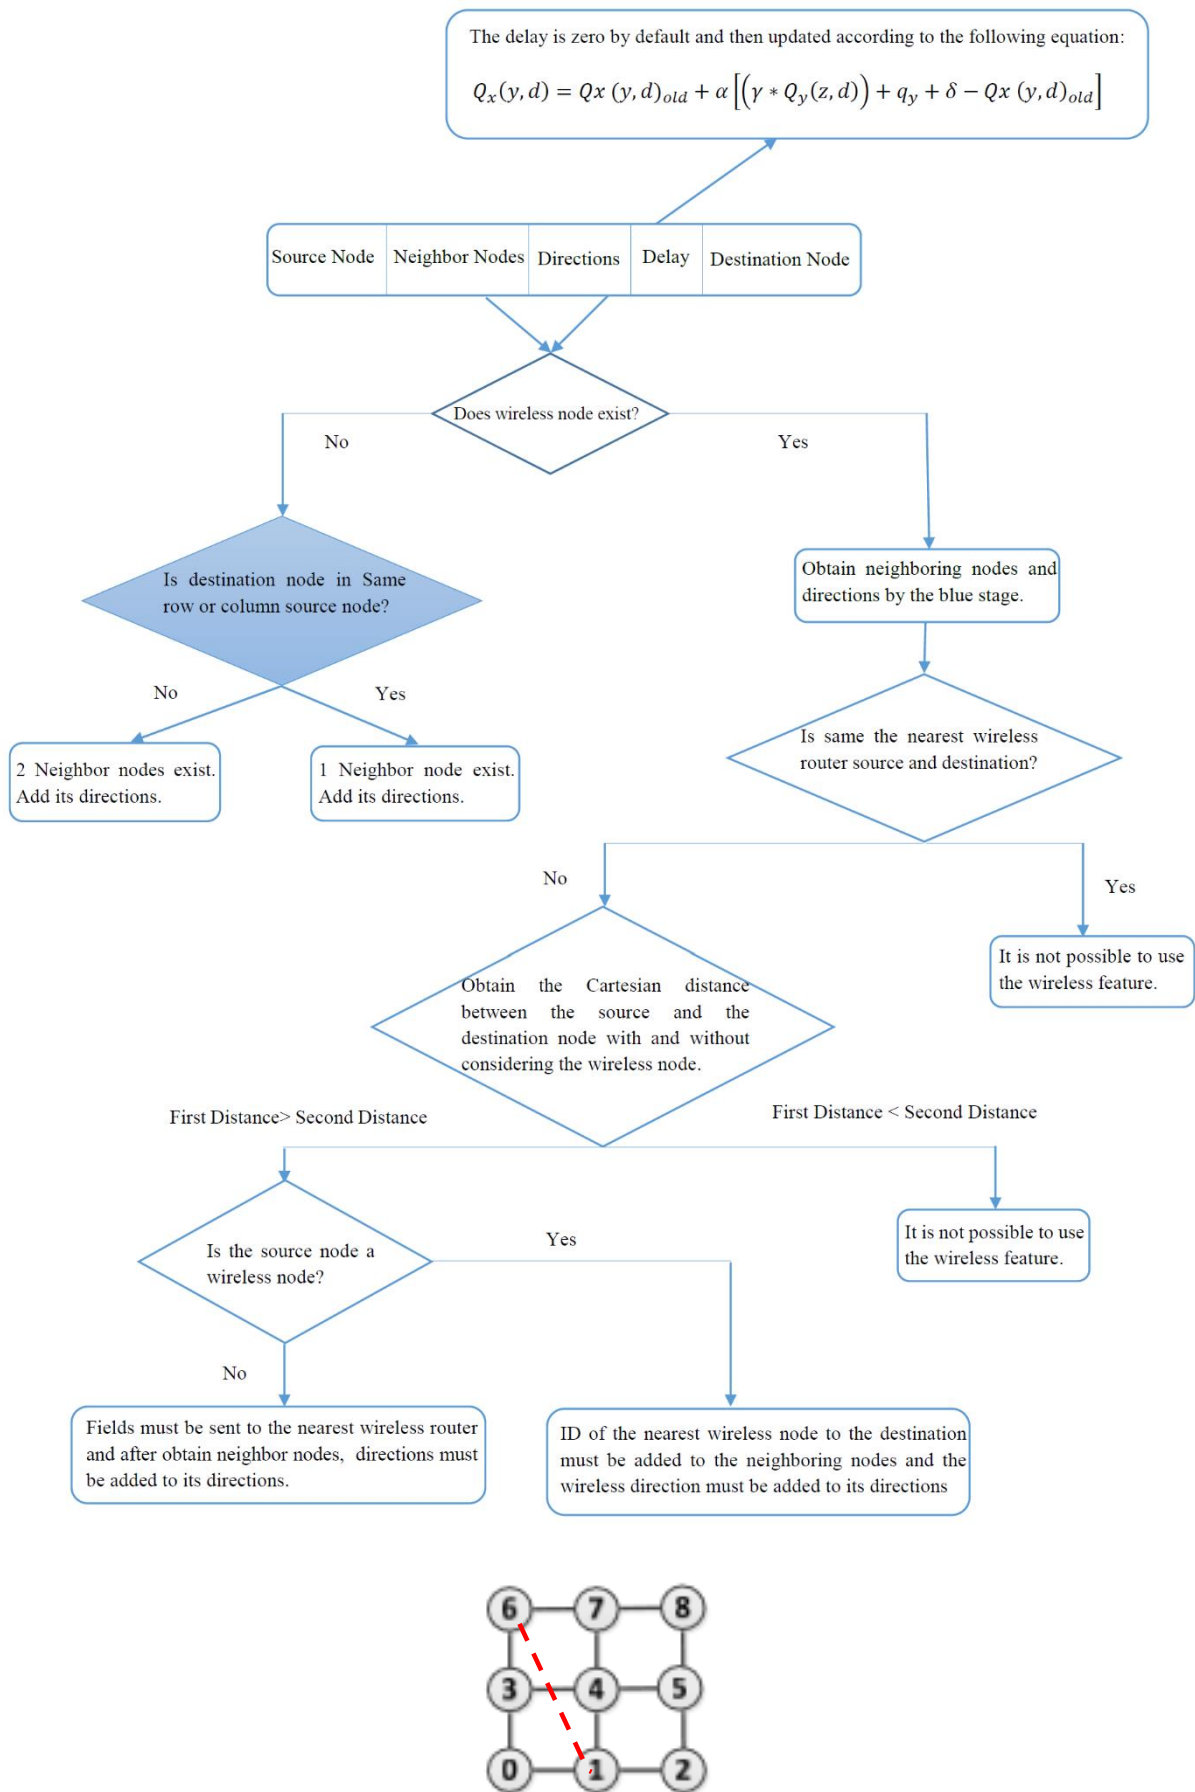 The delay is zero by default and then updated according to the following equation:
Q_x(y, d) = Qx (y, d)_old + α [(γ * Q_y(z, d)) + q_y + δ − Qx (y, d)_old]
Source Node Neighbor Nodes Directions Delay Destination Node
Does wireless node exist?
No
Yes
Is destination node in Same
row or column source node?
Obtain neighboring nodes and
directions by the blue stage.
No
Yes
2 Neighbor nodes exist.
Add its directions.
1 Neighbor node exist.
Add its directions.
Is same the nearest wireless
router source and destination?
No
Yes
It is not possible to use
the wireless feature.
Obtain the Cartesian distance
between the source and the
destination node with and without
considering the wireless node.
First Distance> Second Distance
First Distance < Second Distance
Is the source node a
wireless node?
Yes
It is not possible to use
the wireless feature.
No
Fields must be sent to the nearest wireless router
and after obtain neighbor nodes, directions must
be added to its directions.
ID of the nearest wireless node to the destination
must be added to the neighboring nodes and the
wireless direction must be added to its directions
6 7 8
3 4 5
0 1 2